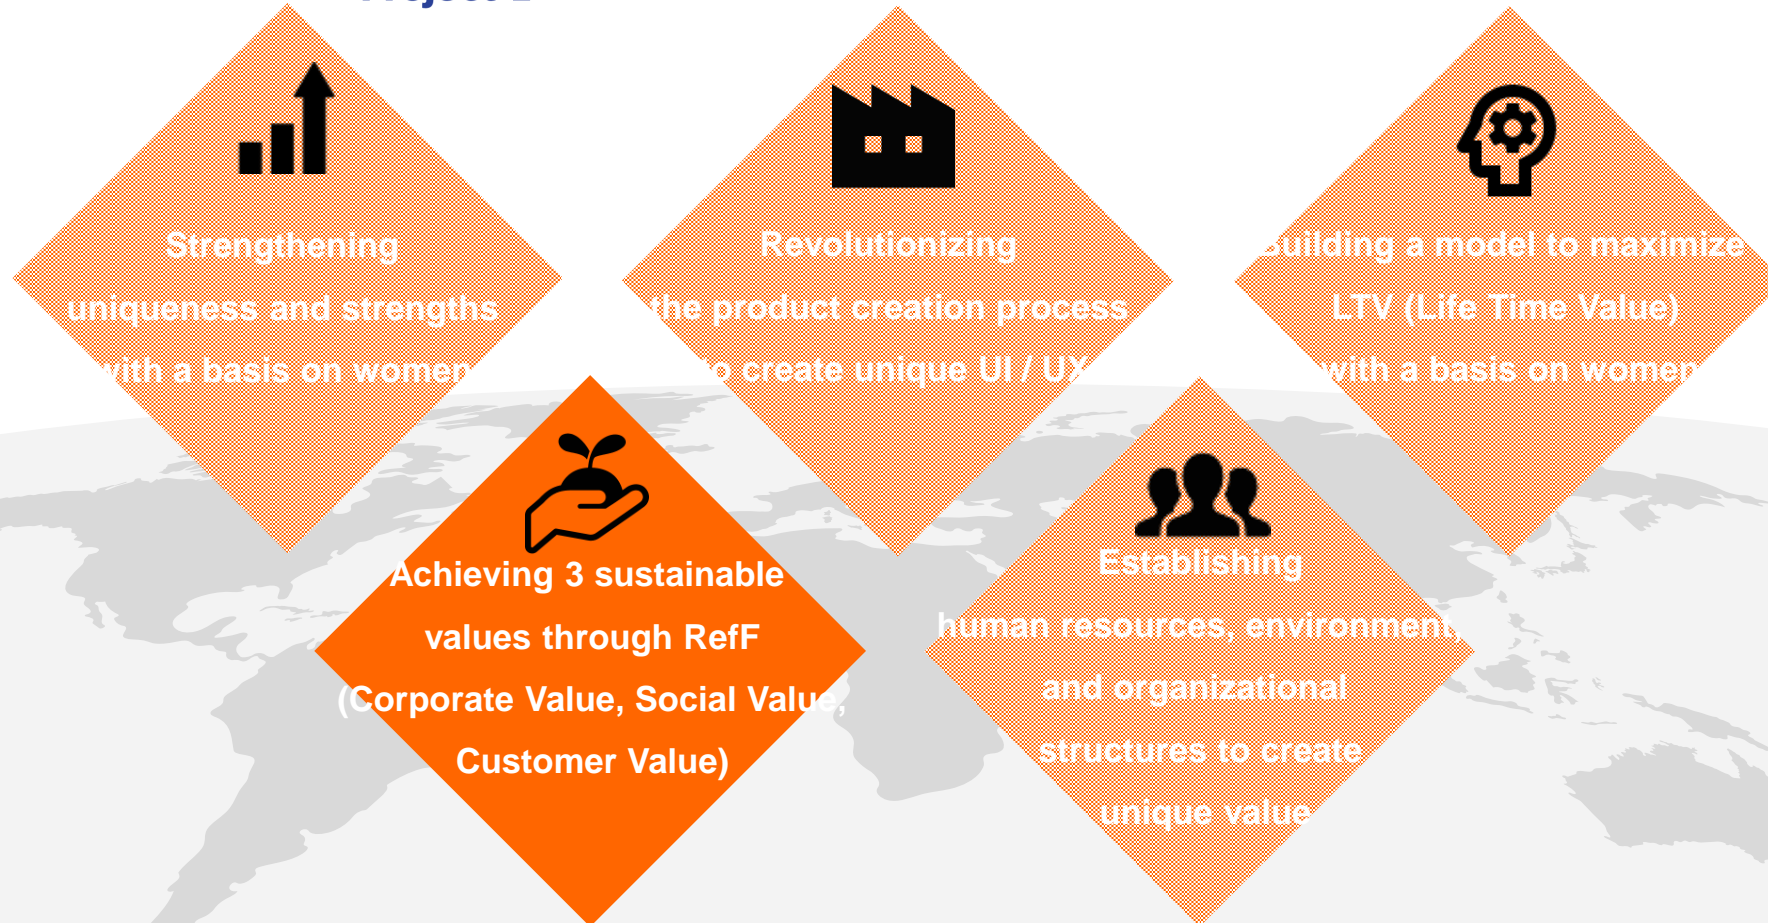 Strengthening
uniqueness and strengths
with a basis on women
Revolutionizing
the product creation process
to create unique UI / UX
Building a model to maximize
LTV (Life Time Value)
with a basis on women
Achieving 3 sustainable
values through RefF
(Corporate Value, Social Value,
Customer Value)
Establishing
human resources, environment,
and organizational
structures to create
unique value